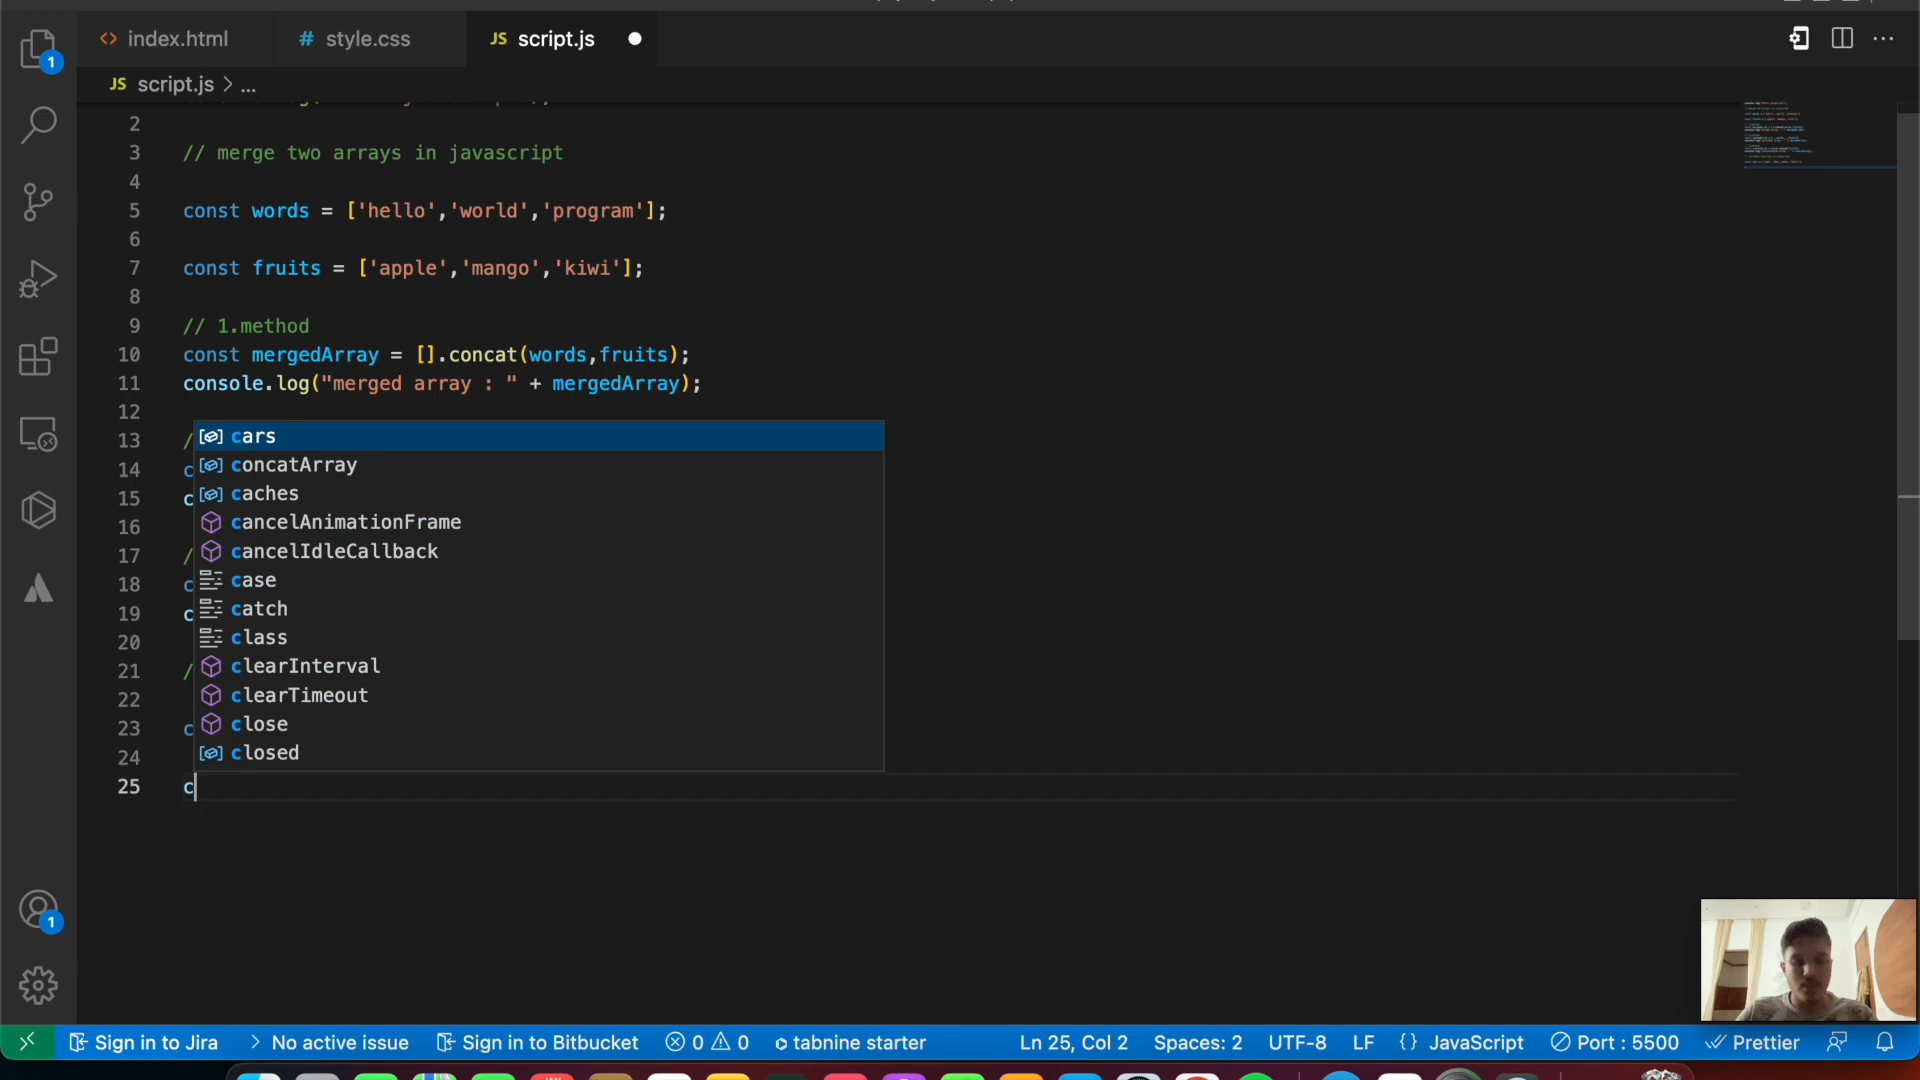 index.html
# style.css
JS script.js
JS script.js > ...
2
3 // merge two arrays in javascript
4
5 const words = ['hello','world','program'];
6
7 const fruits = ['apple','mango','kiwi'];
8
9 // 1.method
10 const mergedArray = [].concat(words,fruits);
11 console.log("merged array : " + mergedArray);
12
13 /
14 c
15 c
16
17 /
18 c
19 c
20
21 /
22
23 c
24
25 c
cars
concatArray
caches
cancelAnimationFrame
cancelIdleCallback
case
catch
class
clearInterval
clearTimeout
close
closed
1
1
Sign in to Jira
No active issue
Sign in to Bitbucket
0 0
tabnine starter
Ln 25, Col 2
Spaces: 2
UTF-8
LF
{} JavaScript
Port : 5500
Prettier